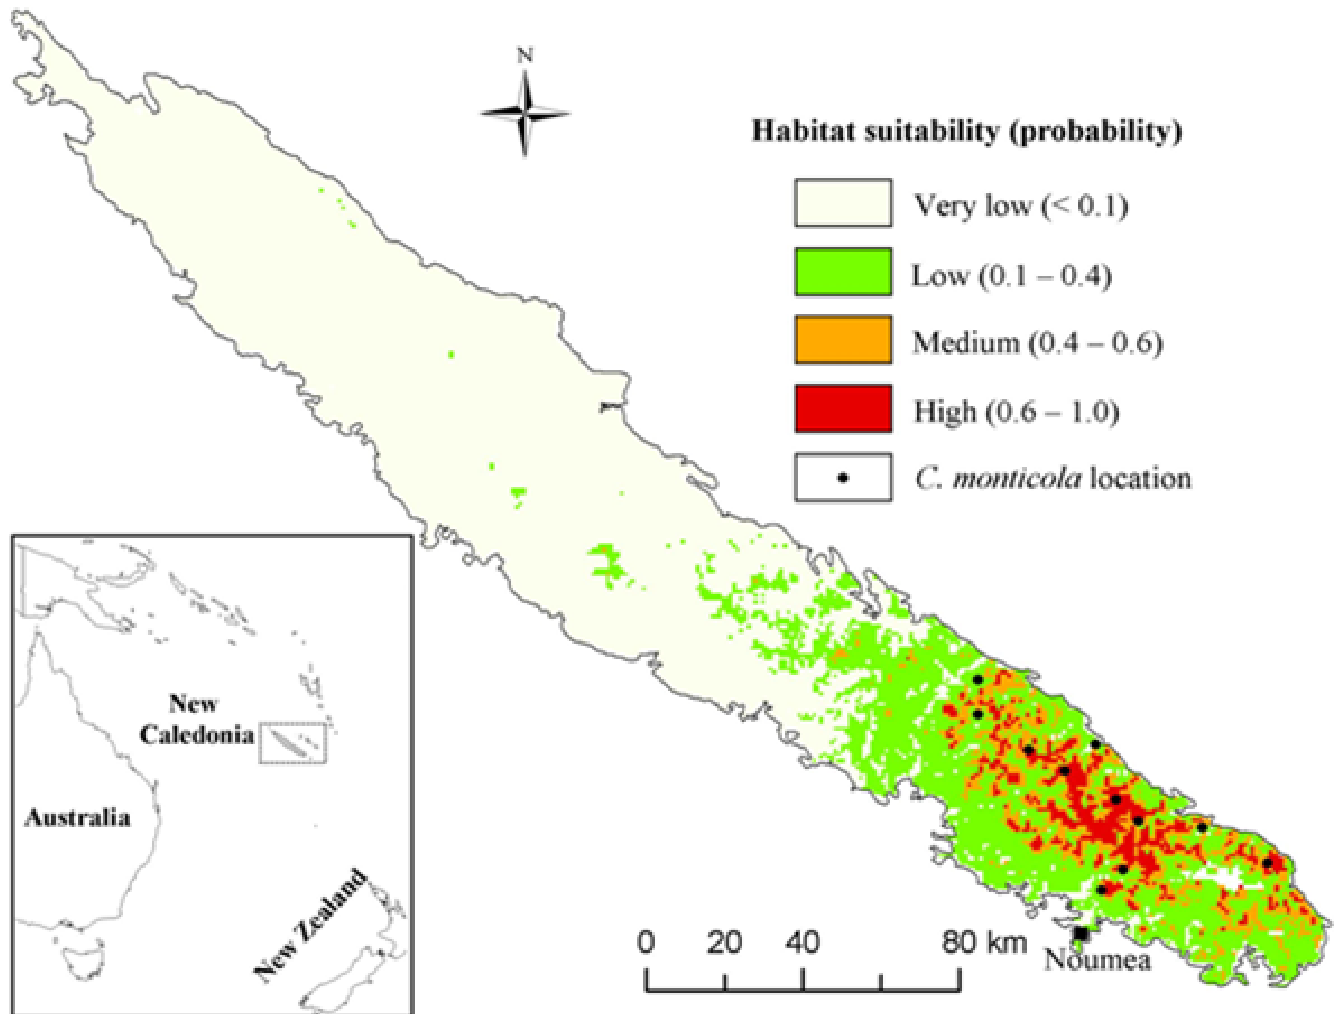 N
Habitat suitability (probability)
Very low (< 0.1)
Low (0.1 – 0.4)
Medium (0.4 – 0.6)
High (0.6 – 1.0)
C. monticola location
New
Caledonia
Australia
New Zealand
0 20 40 80 km
Noumea